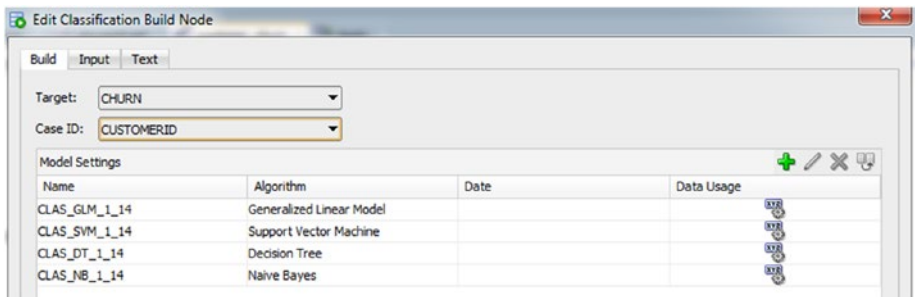 Edit Classification Build Node
Build Input Text
Target: CHURN
Case ID: CUSTOMERID
Model Settings
Name Algorithm Date Data Usage
CLAS_GLM_1_14 Generalized Linear Model
CLAS_SVM_1_14 Support Vector Machine
CLAS_DT_1_14 Decision Tree
CLAS_NB_1_14 Naive Bayes